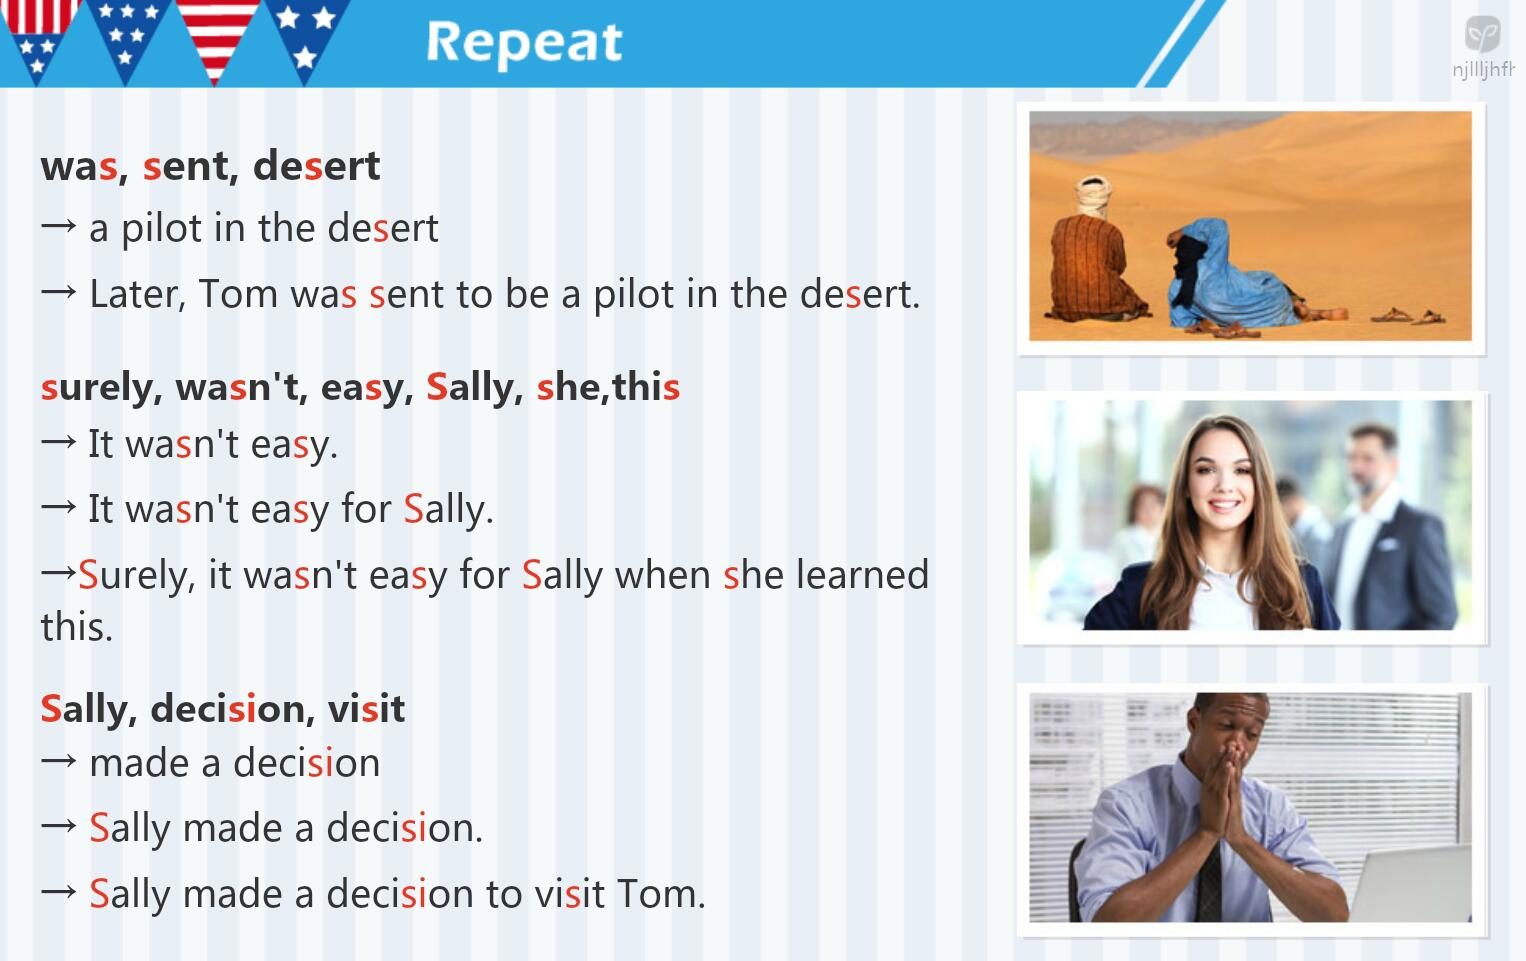 Repeat
njllljhfh
was, sent, desert
→ a pilot in the desert
→ Later, Tom was sent to be a pilot in the desert.
surely, wasn't, easy, Sally, she,this
→ It wasn't easy.
→ It wasn't easy for Sally.
→Surely, it wasn't easy for Sally when she learned
this.
Sally, decision, visit
→ made a decision
→ Sally made a decision.
→ Sally made a decision to visit Tom.